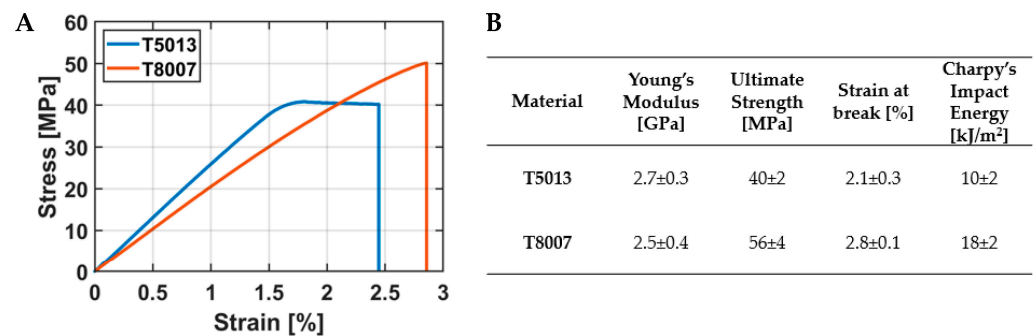 A
60
50
40
30
20
10
0
Stress [MPa]
T5013
T8007
0 0.5 1 1.5 2 2.5 3
Strain [%]
B
Material
Young's
Modulus
[GPa]
Ultimate
Strength
[MPa]
Strain at
break [%]
Charpy's
Impact
Energy
[kJ/m²]
T5013 2.7±0.3 40±2 2.1±0.3 10±2
T8007 2.5±0.4 56±4 2.8±0.1 18±2